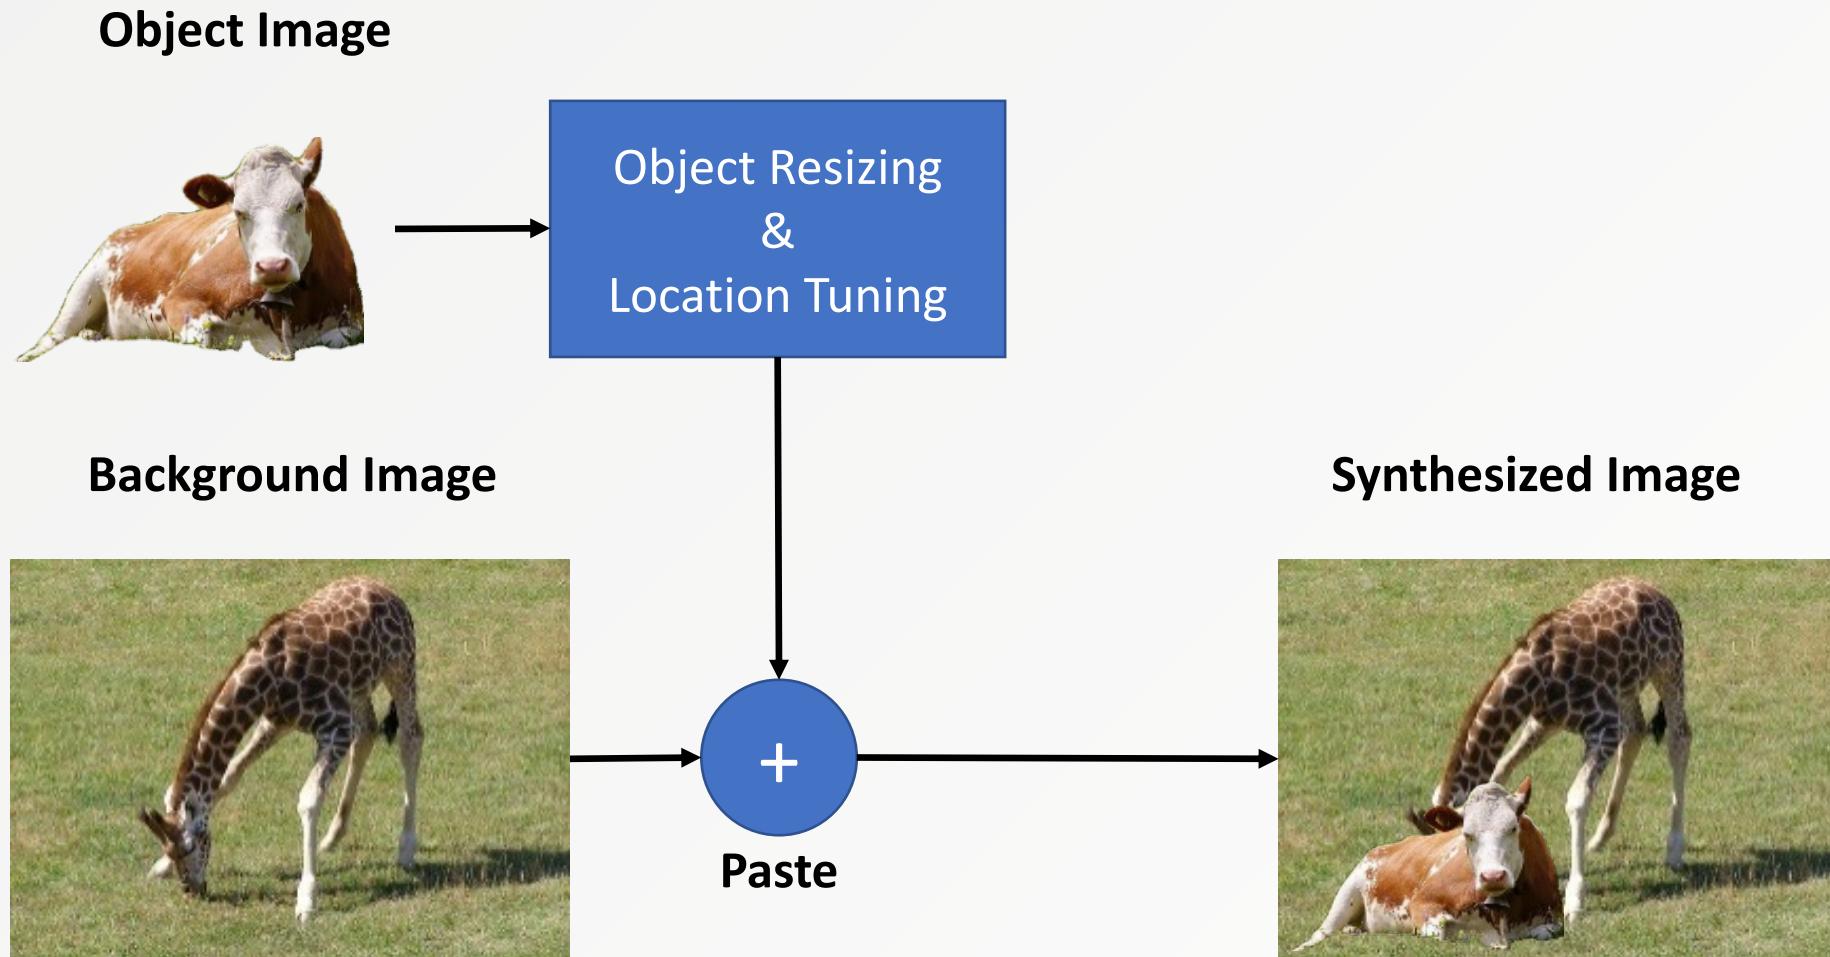 Object Image
Object Resizing
&
Location Tuning
Background Image
Synthesized Image
+
Paste